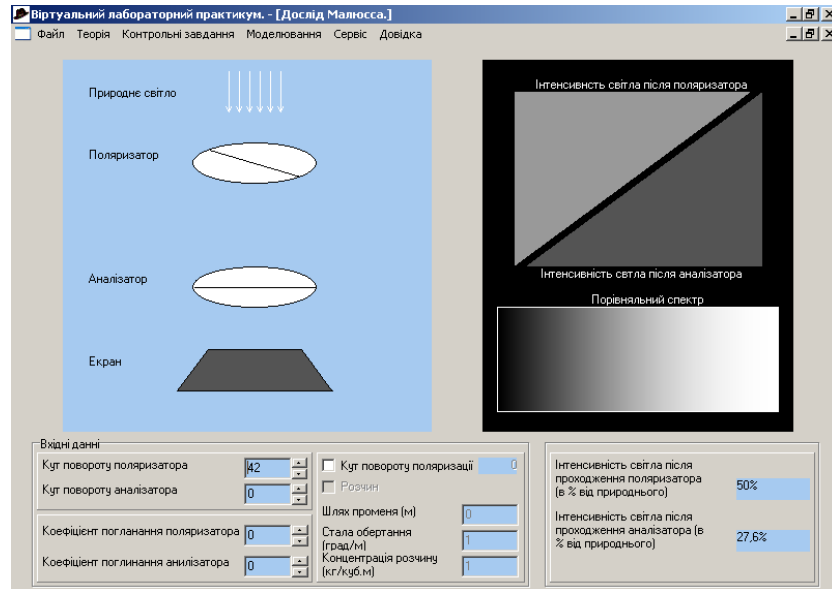 Віртуальний лабораторний практикум. - [Дослід Малюсса.]
Файл Теорія Контрольні завдання Моделювання Сервіс Довідка
Природнє світло
Поляризатор
Аналізатор
Екран
Інтенсивнсть світла після поляризатора
Інтенсивність свтла після аналізатора
Порівняльний спектр
Вхідні данні
Кут повороту поляризатора 42
Кут повороту аналізатора 0
Коефіцієнт погланання поляризатора 0
Коефіцієнт поглинання анилізатора 0
Кут повороту поляризації 0
Розчин
Шлях променя (м) 0
Стала обертання
(град/м) 1
Концентрація розчину
(кг/куб.м) 1
Інтенсивність світла після
проходження поляризатора
(в % від природнього) 50%
Інтенсивність світла після
проходження аналізатора (в
% від природнього) 27,6%